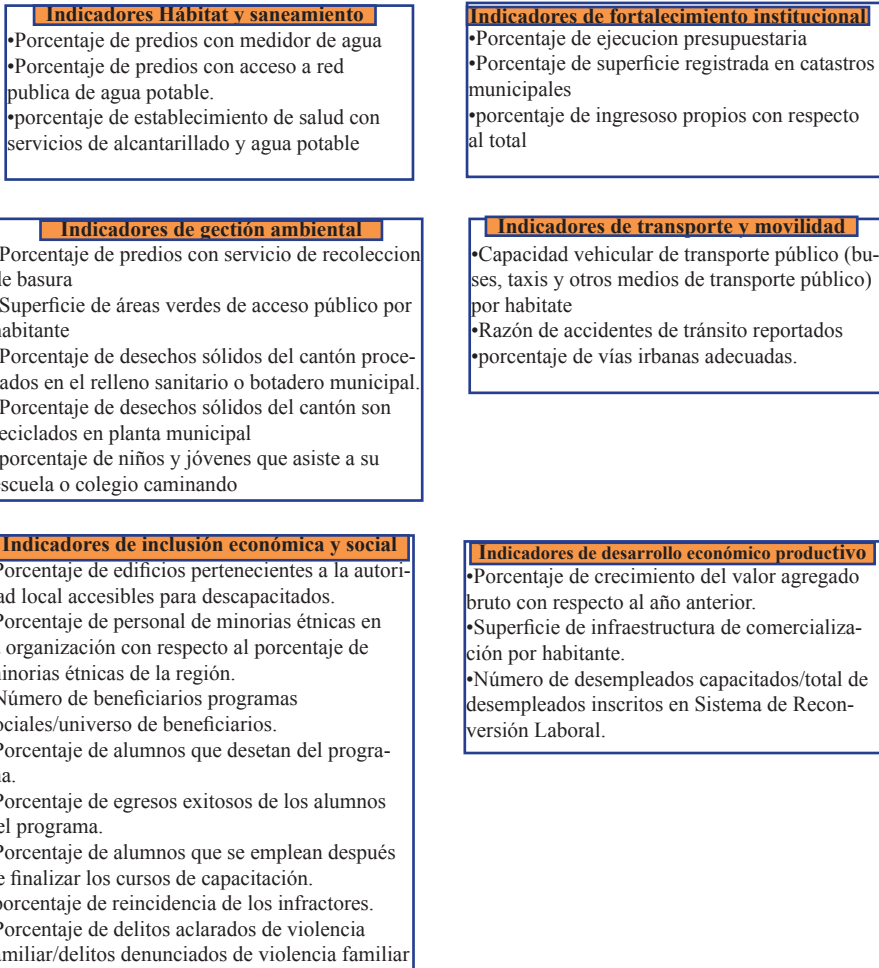 Indicadores Hábitat y saneamiento
•Porcentaje de predios con medidor de agua
•Porcentaje de predios con acceso a red
publica de agua potable.
•porcentaje de establecimiento de salud con
servicios de alcantarillado y agua potable
Indicadores de fortalecimiento institucional
•Porcentaje de ejecucion presupuestaria
•Porcentaje de superficie registrada en catastros
municipales
•porcentaje de ingresoso propios con respecto
al total
Indicadores de gectión ambiental
Porcentaje de predios con servicio de recoleccion
de basura
Superficie de áreas verdes de acceso público por
habitante
Porcentaje de desechos sólidos del cantón proce-
ados en el relleno sanitario o botadero municipal.
Porcentaje de desechos sólidos del cantón son
eciclados en planta municipal
porcentaje de niños y jóvenes que asiste a su
escuela o colegio caminando
Indicadores de transporte y movilidad
•Capacidad vehicular de transporte público (bu-
ses, taxis y otros medios de transporte público)
por habitate
•Razón de accidentes de tránsito reportados
•porcentaje de vías irbanas adecuadas.
Indicadores de inclusión económica y social
Porcentaje de edificios pertenecientes a la autori-
ad local accesibles para descapacitados.
Porcentaje de personal de minorias étnicas en
a organización con respecto al porcentaje de
minorias étnicas de la región.
Número de beneficiarios programas
ociales/universo de beneficiarios.
Porcentaje de alumnos que desetan del progra-
ma.
Porcentaje de egresos exitosos de los alumnos
el programa.
Porcentaje de alumnos que se emplean después
e finalizar los cursos de capacitación.
porcentaje de reincidencia de los infractores.
Porcentaje de delitos aclarados de violencia
amiliar/delitos denunciados de violencia familiar
Indicadores de desarrollo económico productivo
•Porcentaje de crecimiento del valor agregado
bruto con respecto al año anterior.
•Superficie de infraestructura de comercializa-
ción por habitante.
•Número de desempleados capacitados/total de
desempleados inscritos en Sistema de Recon-
versión Laboral.